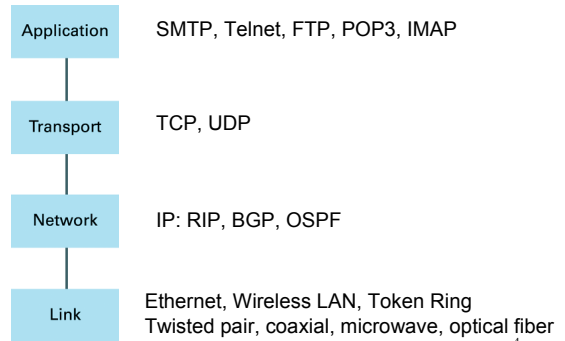 Application SMTP, Telnet, FTP, POP3, IMAP
Transport TCP, UDP
Network IP: RIP, BGP, OSPF
Link Ethernet, Wireless LAN, Token Ring
Twisted pair, coaxial, microwave, optical fiber